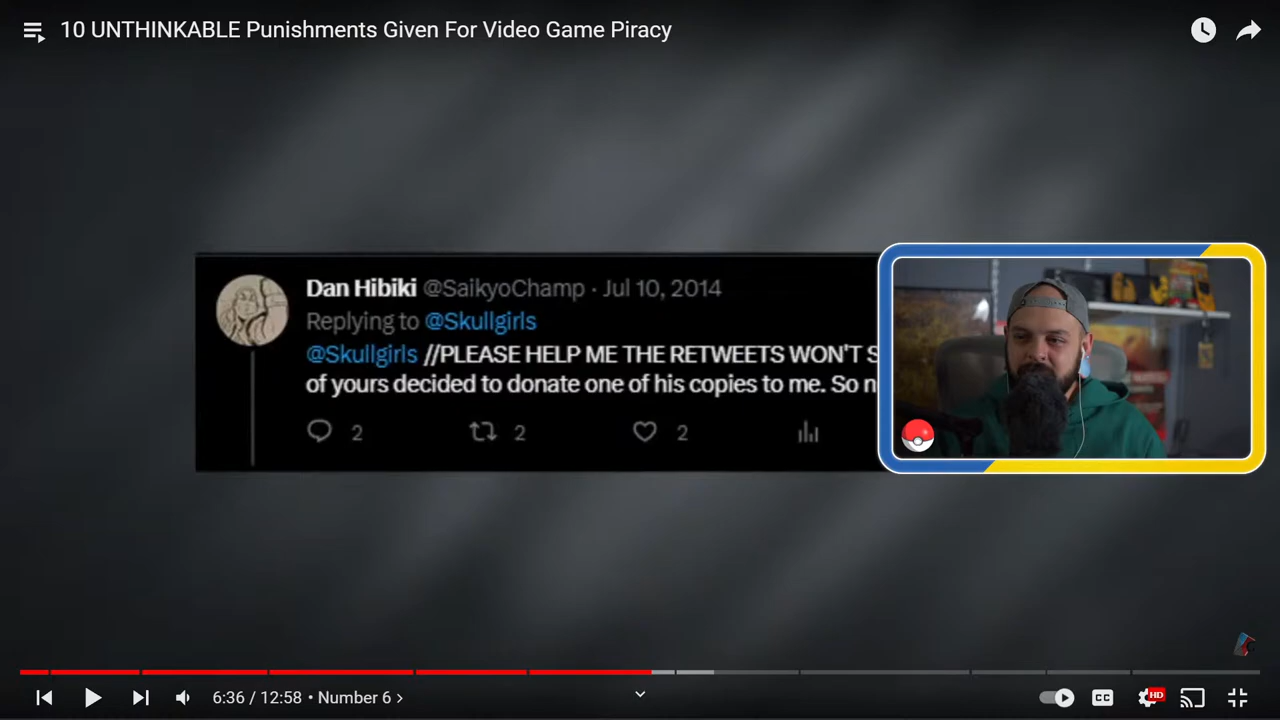 10 UNTHINKABLE Punishments Given For Video Game Piracy
Dan Hibiki @SaikyoChamp · Jul 10, 2014
Replying to @Skullgirls
@Skullgirls //PLEASE HELP ME THE RETWEETS WON'T S
of yours decided to donate one of his copies to me. So n
2 2 2
6:36 / 12:58 • Number 6 ›
CC HD